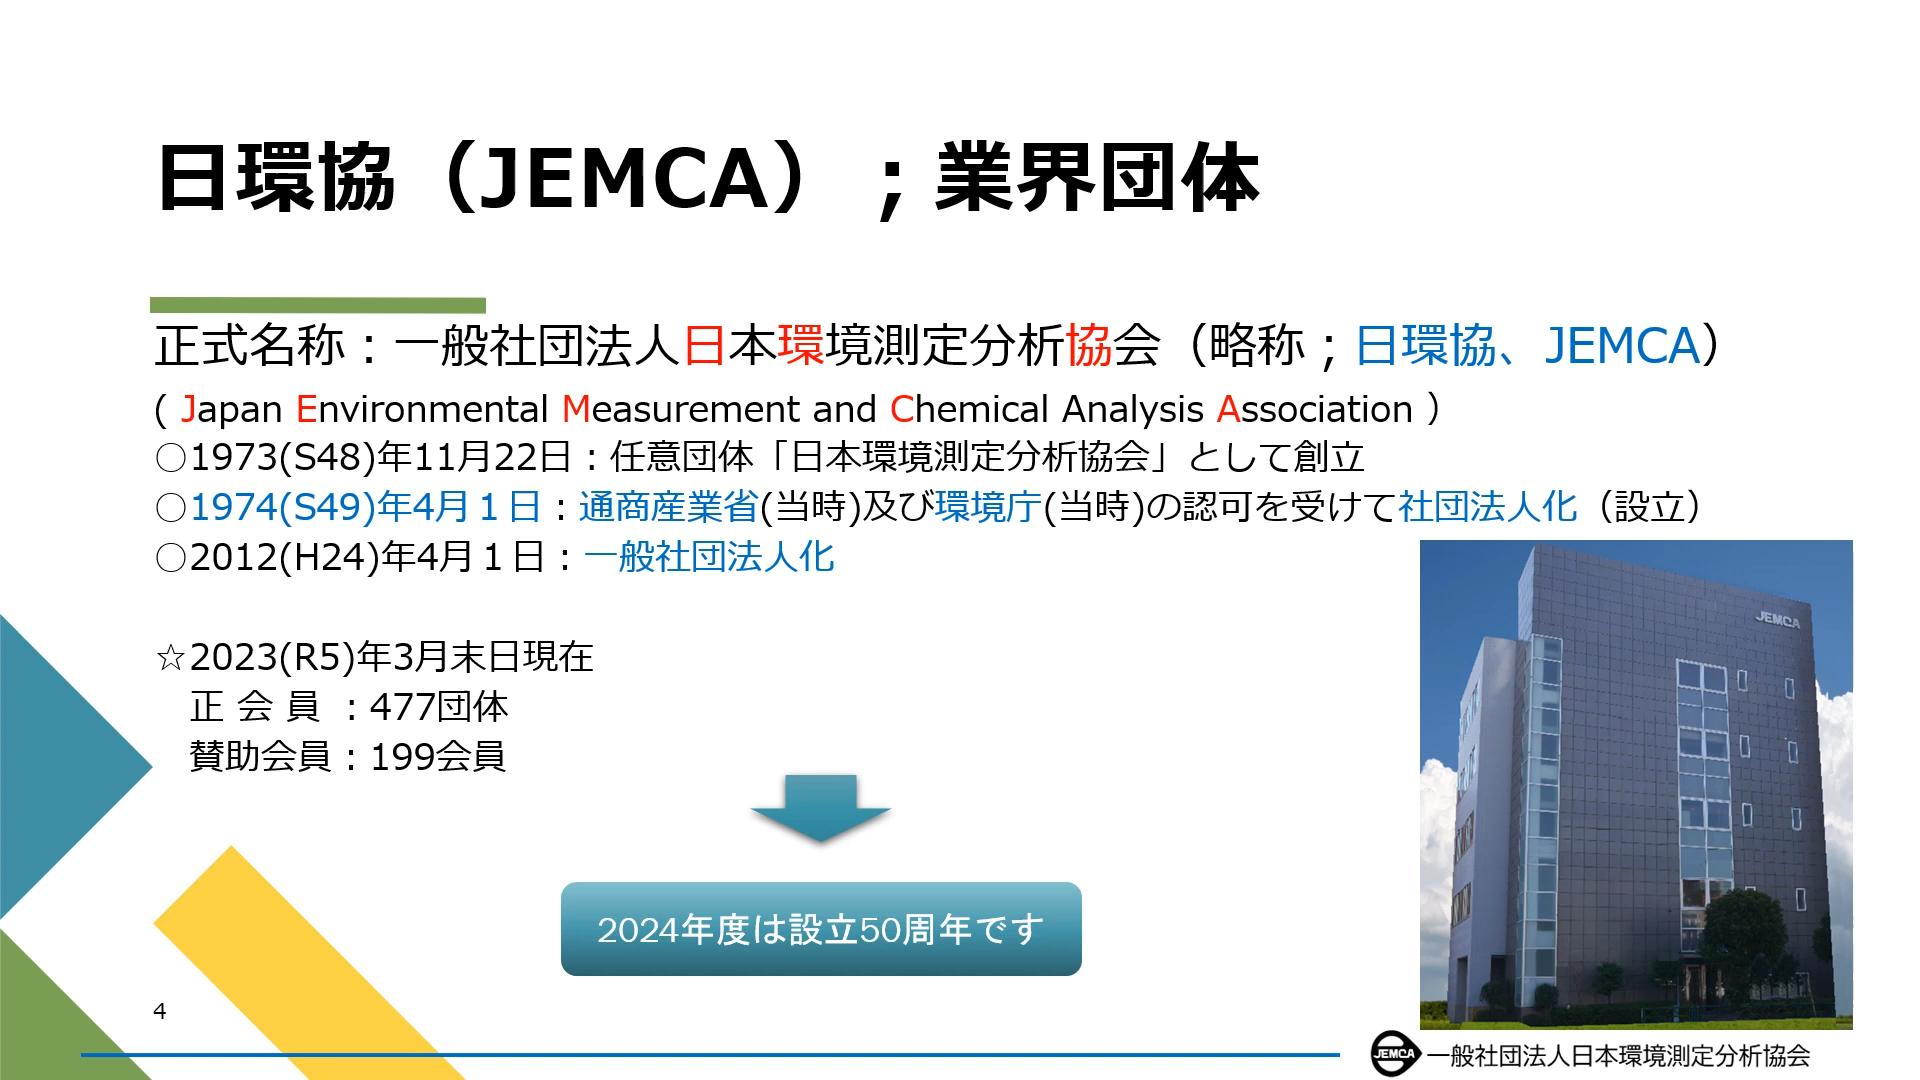 日環協（JEMCA）；業界団体
正式名称：一般社団法人日本環境測定分析協会（略称；日環協、JEMCA）
( Japan Environmental Measurement and Chemical Analysis Association ）
○1973(S48)年11月22日：任意団体「日本環境測定分析協会」として創立
○1974(S49)年4月１日：通商産業省(当時)及び環境庁(当時)の認可を受けて社団法人化（設立）
○2012(H24)年4月１日：一般社団法人化
☆2023(R5)年3月末日現在
正 会 員 ：477団体
賛助会員：199会員
JEMCA
2024年度は設立50周年です
4
JEMCA 一般社団法人日本環境測定分析協会